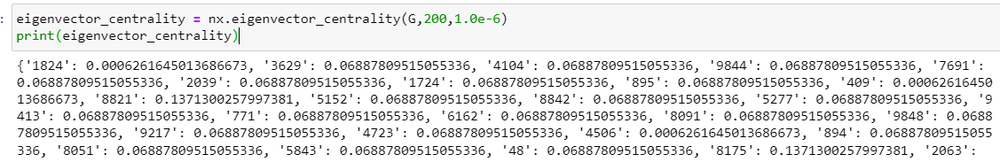 : eigenvector_centrality = nx.eigenvector_centrality(G,200,1.0e-6)
print(eigenvector_centrality)
{'1824': 0.0006261645013686673, '3629': 0.06887809515055336, '4104': 0.06887809515055336, '9844': 0.06887809515055336, '7691':
0.06887809515055336, '2039': 0.06887809515055336, '1724': 0.06887809515055336, '895': 0.06887809515055336, '409': 0.00062616450
13686673, '8821': 0.1371300257997381, '5152': 0.06887809515055336, '8842': 0.06887809515055336, '5277': 0.06887809515055336, '9
413': 0.06887809515055336, '771': 0.06887809515055336, '6162': 0.06887809515055336, '8091': 0.06887809515055336, '9848': 0.0688
7809515055336, '9217': 0.06887809515055336, '4723': 0.06887809515055336, '4506': 0.0006261645013686673, '894': 0.06887809515055
336, '8051': 0.06887809515055336, '5843': 0.06887809515055336, '48': 0.06887809515055336, '8175': 0.1371300257997381, '2063':